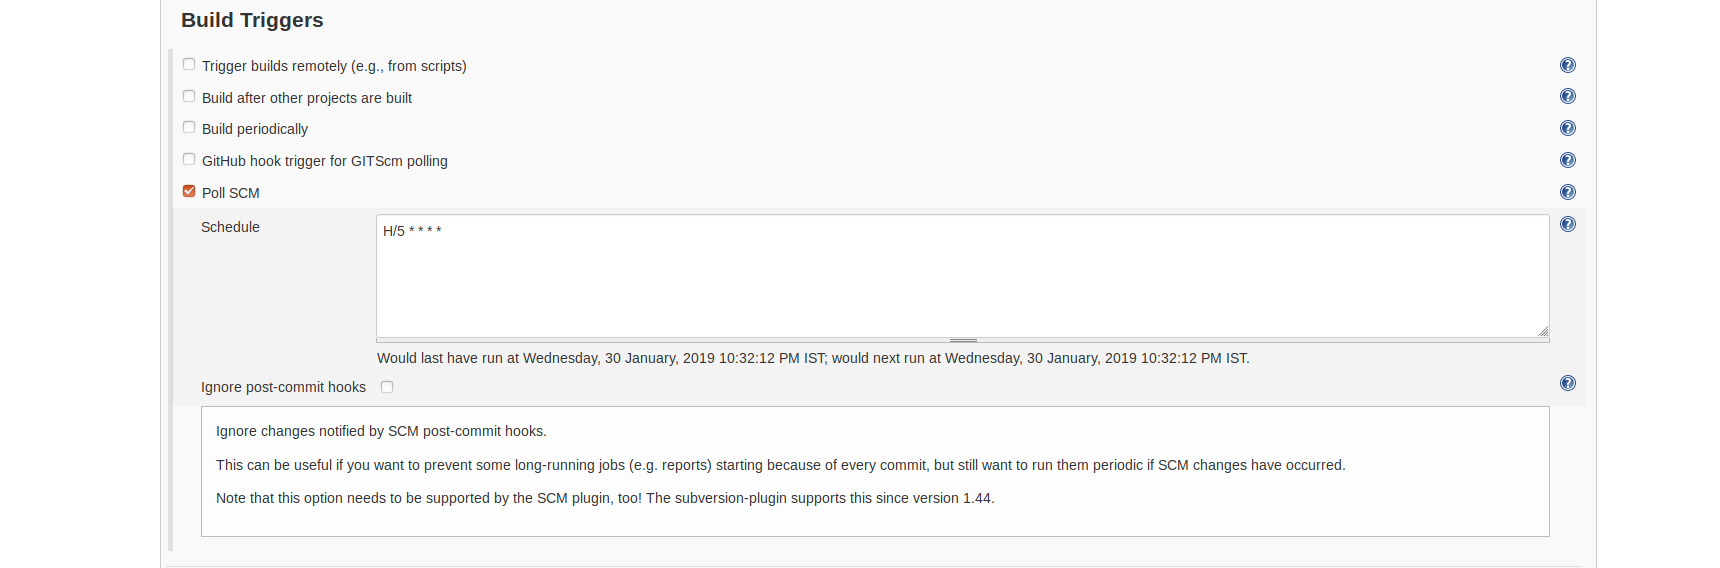 Build Triggers
Trigger builds remotely (e.g., from scripts)
Build after other projects are built
Build periodically
GitHub hook trigger for GITScm polling
Poll SCM
Schedule
H/5 * * * *
Would last have run at Wednesday, 30 January, 2019 10:32:12 PM IST; would next run at Wednesday, 30 January, 2019 10:32:12 PM IST.
Ignore post-commit hooks
Ignore changes notified by SCM post-commit hooks.
This can be useful if you want to prevent some long-running jobs (e.g. reports) starting because of every commit, but still want to run them periodic if SCM changes have occurred.
Note that this option needs to be supported by the SCM plugin, too! The subversion-plugin supports this since version 1.44.